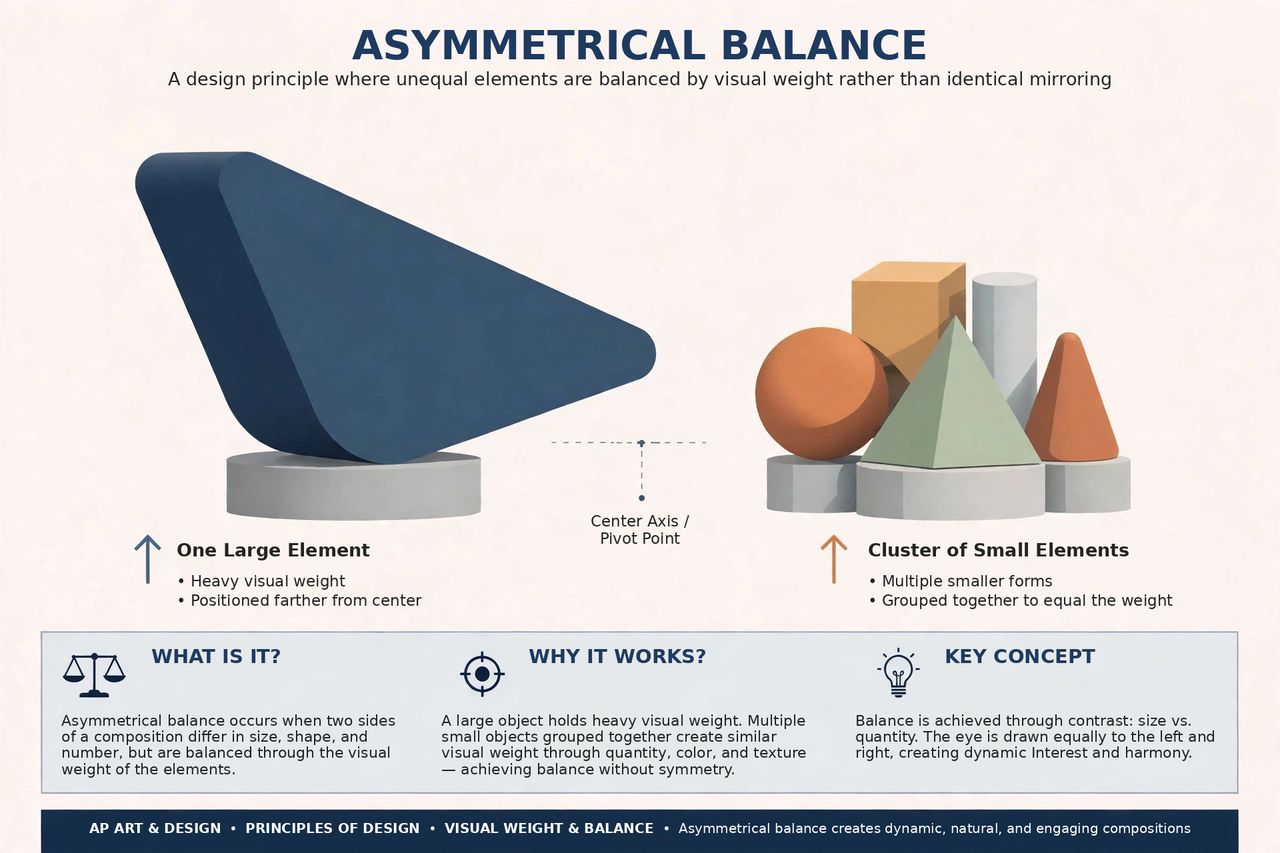 ASYMMETRICAL BALANCE
A design principle where unequal elements are balanced by visual weight rather than identical mirroring
Center Axis /
Pivot Point
One Large Element
• Heavy visual weight
• Positioned farther from center
Cluster of Small Elements
• Multiple smaller forms
• Grouped together to equal the weight
WHAT IS IT?
Asymmetrical balance occurs when two sides
of a composition differ in size, shape, and
number, but are balanced through the visual
weight of the elements.
WHY IT WORKS?
A large object holds heavy visual weight. Multiple
small objects grouped together create similar
visual weight through quantity, color, and texture
— achieving balance without symmetry.
KEY CONCEPT
Balance is achieved through contrast: size vs.
quantity. The eye is drawn equally to the left and
right, creating dynamic Interest and harmony.
AP ART & DESIGN • PRINCIPLES OF DESIGN • VISUAL WEIGHT & BALANCE • Asymmetrical balance creates dynamic, natural, and engaging compositions